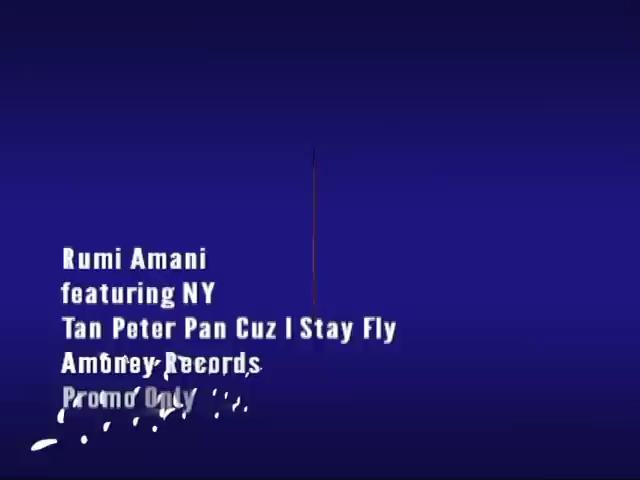 Rumi Amani
featuring NY
Tan Peter Pan Cuz I Stay Fly
Amoney Records
Promo Only